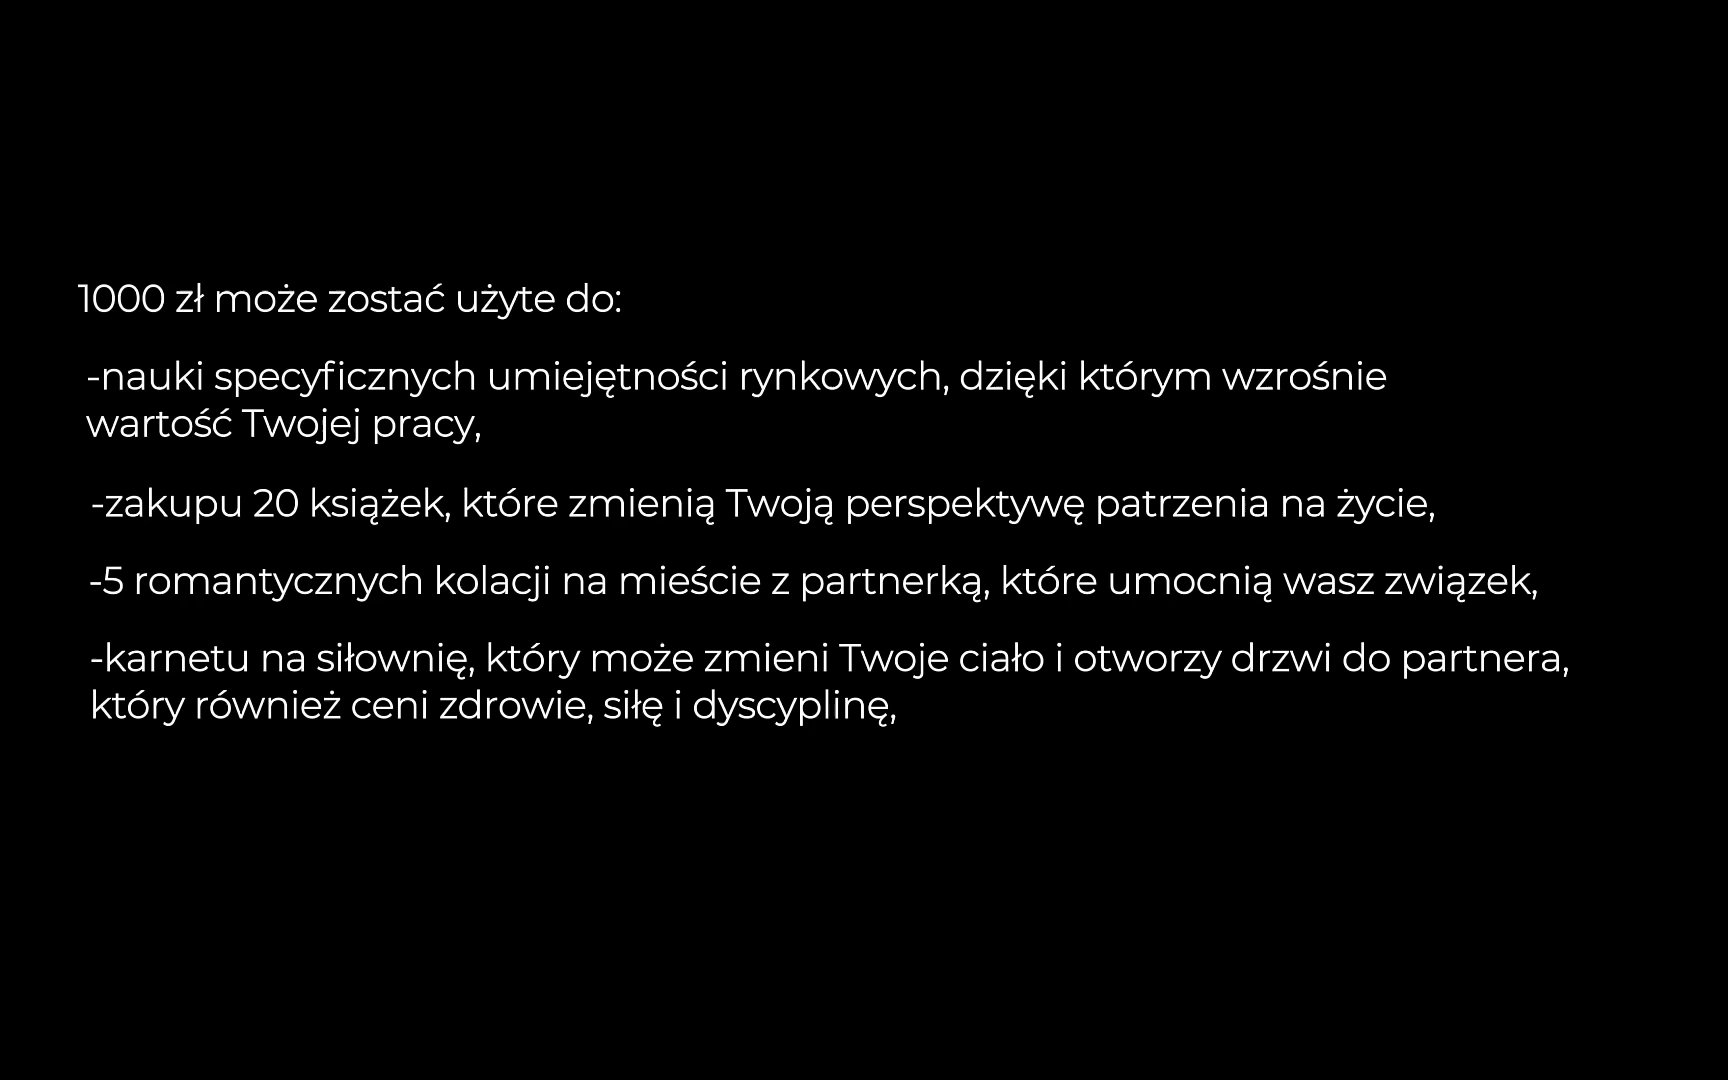 1000 zł może zostać użyte do:
-nauki specyficznych umiejętności rynkowych, dzięki którym wzrośnie
wartość Twojej pracy,
-zakupu 20 książek, które zmienią Twoją perspektywę patrzenia na życie,
-5 romantycznych kolacji na mieście z partnerką, które umocnią wasz związek,
-karnetu na siłownię, który może zmieni Twoje ciało i otworzy drzwi do partnera,
który również ceni zdrowie, siłę i dyscyplinę,